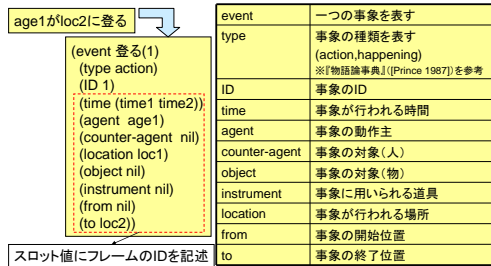 age1がloc2に登る
(event 登る(1)
(type action)
(ID 1)
(time (time1 time2))
(agent age1)
(counter-agent nil)
(location loc1)
(object nil)
(instrument nil)
(from nil)
(to loc2))
スロット値にフレームのIDを記述
event 一つの事象を表す
type 事象の種類を表す
(action,happening)
※『物語論事典』([Prince 1987])を参考
ID 事象のID
time 事象が行われる時間
agent 事象の動作主
counter-agent 事象の対象(人)
object 事象の対象(物)
instrument 事象に用いられる道具
location 事象が行われる場所
from 事象の開始位置
to 事象の終了位置